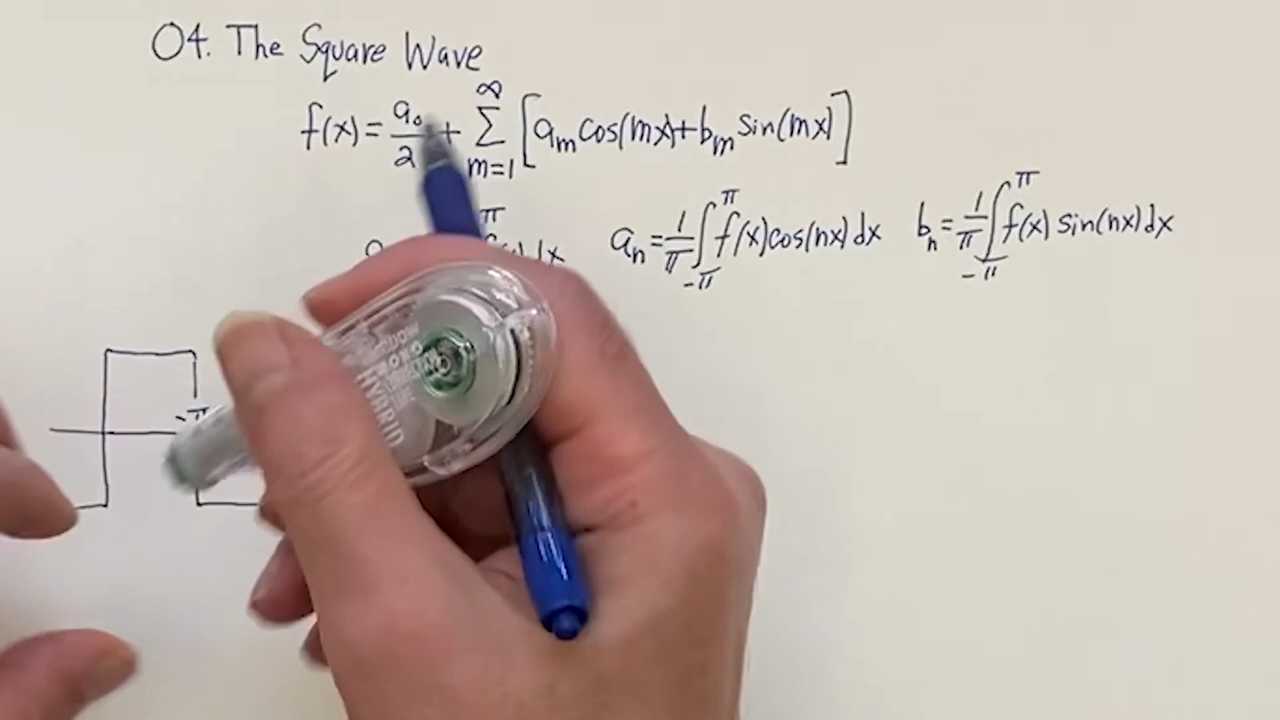 04. The Square Wave
f(x) = a₀/2 + ∑_{m=1}^{∞} [a_m cos(mx) + b_m sin(mx)]
a_n = 1/π ∫_{-π}^{π} f(x) cos(nx) dx
b_n = 1/π ∫_{-π}^{π} f(x) sin(nx) dx
-π
HYBRID